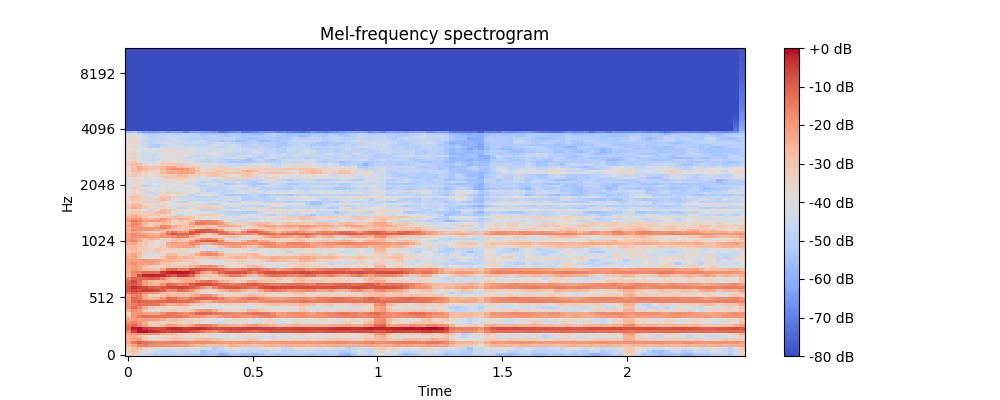 Mel-frequency spectrogram
Hz
8192
4096
2048
1024
512
0
0
0.5
1
1.5
2
Time
+0 dB
-10 dB
-20 dB
-30 dB
-40 dB
-50 dB
-60 dB
-70 dB
-80 dB